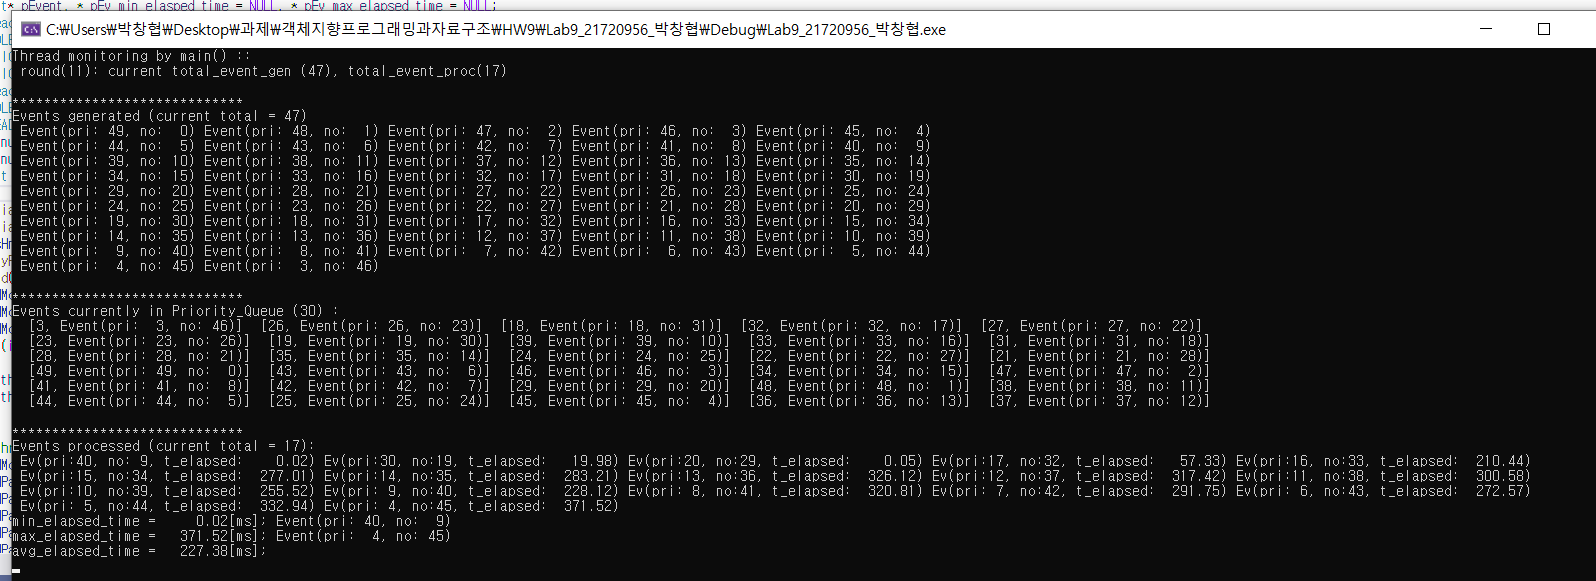 t* pEvent, * pEv_min_elasped_time = NULL, * pEv_max_elapsed_time = NULL;
C:₩Users₩박창협₩Desktop₩과제₩객체지향프로그래밍과자료구조₩HW9₩Lab9_21720956_박창협₩Debug₩Lab9_21720956_박창협.exe
Thread monitoring by main() ::
round(11): current total_event_gen (47), total_event_proc(17)
*****************************
Events generated (current total = 47)
Event(pri: 49, no:  0) Event(pri: 48, no:  1) Event(pri: 47, no:  2) Event(pri: 46, no:  3) Event(pri: 45, no:  4)
Event(pri: 44, no:  5) Event(pri: 43, no:  6) Event(pri: 42, no:  7) Event(pri: 41, no:  8) Event(pri: 40, no:  9)
Event(pri: 39, no: 10) Event(pri: 38, no: 11) Event(pri: 37, no: 12) Event(pri: 36, no: 13) Event(pri: 35, no: 14)
Event(pri: 34, no: 15) Event(pri: 33, no: 16) Event(pri: 32, no: 17) Event(pri: 31, no: 18) Event(pri: 30, no: 19)
Event(pri: 29, no: 20) Event(pri: 28, no: 21) Event(pri: 27, no: 22) Event(pri: 26, no: 23) Event(pri: 25, no: 24)
Event(pri: 24, no: 25) Event(pri: 23, no: 26) Event(pri: 22, no: 27) Event(pri: 21, no: 28) Event(pri: 20, no: 29)
Event(pri: 19, no: 30) Event(pri: 18, no: 31) Event(pri: 17, no: 32) Event(pri: 16, no: 33) Event(pri: 15, no: 34)
Event(pri: 14, no: 35) Event(pri: 13, no: 36) Event(pri: 12, no: 37) Event(pri: 11, no: 38) Event(pri: 10, no: 39)
Event(pri:  9, no: 40) Event(pri:  8, no: 41) Event(pri:  7, no: 42) Event(pri:  6, no: 43) Event(pri:  5, no: 44)
Event(pri:  4, no: 45) Event(pri:  3, no: 46)
*****************************
Events currently in Priority_Queue (30) :
[3, Event(pri:  3, no: 46)] [26, Event(pri: 26, no: 23)] [18, Event(pri: 18, no: 31)] [32, Event(pri: 32, no: 17)] [27, Event(pri: 27, no: 22)]
[23, Event(pri: 23, no: 26)] [19, Event(pri: 19, no: 30)] [39, Event(pri: 39, no: 10)] [33, Event(pri: 33, no: 16)] [31, Event(pri: 31, no: 18)]
[28, Event(pri: 28, no: 21)] [35, Event(pri: 35, no: 14)] [24, Event(pri: 24, no: 25)] [22, Event(pri: 22, no: 27)] [21, Event(pri: 21, no: 28)]
[49, Event(pri: 49, no:  0)] [43, Event(pri: 43, no:  6)] [46, Event(pri: 46, no:  3)] [34, Event(pri: 34, no: 15)] [47, Event(pri: 47, no:  2)]
[41, Event(pri: 41, no:  8)] [42, Event(pri: 42, no:  7)] [29, Event(pri: 29, no: 20)] [48, Event(pri: 48, no:  1)] [38, Event(pri: 38, no: 11)]
[44, Event(pri: 44, no:  5)] [25, Event(pri: 25, no: 24)] [45, Event(pri: 45, no:  4)] [36, Event(pri: 36, no: 13)] [37, Event(pri: 37, no: 12)]
*****************************
Events processed (current total = 17):
Ev(pri:40, no: 9, t_elapsed:   0.02) Ev(pri:30, no:19, t_elapsed:  19.98) Ev(pri:20, no:29, t_elapsed:   0.05) Ev(pri:17, no:32, t_elapsed:  57.33) Ev(pri:16, no:33, t_elapsed: 210.44)
Ev(pri:15, no:34, t_elapsed: 277.01) Ev(pri:14, no:35, t_elapsed: 283.21) Ev(pri:13, no:36, t_elapsed: 326.12) Ev(pri:12, no:37, t_elapsed: 317.42) Ev(pri:11, no:38, t_elapsed: 300.58)
Ev(pri:10, no:39, t_elapsed: 255.52) Ev(pri: 9, no:40, t_elapsed: 228.12) Ev(pri: 8, no:41, t_elapsed: 320.81) Ev(pri: 7, no:42, t_elapsed: 291.75) Ev(pri: 6, no:43, t_elapsed: 272.57)
Ev(pri: 5, no:44, t_elapsed: 332.94) Ev(pri: 4, no:45, t_elapsed: 371.52)
min_elapsed_time =   0.02[ms]; Event(pri: 40, no:  9)
max_elapsed_time = 371.52[ms]; Event(pri:  4, no: 45)
avg_elapsed_time = 227.38[ms];